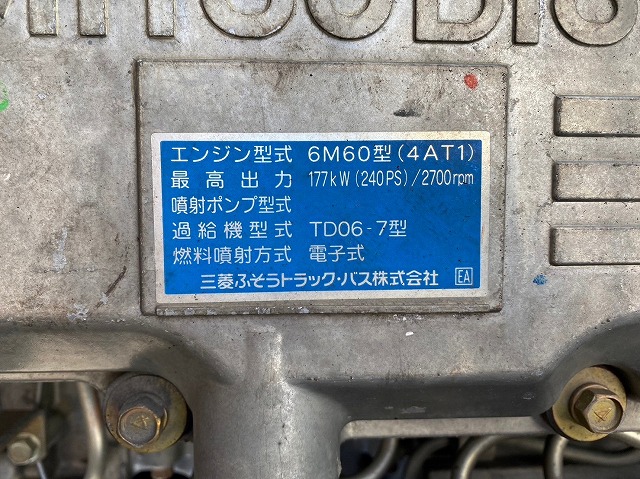 MITSUBISHI
エンジン型式 6M60型(4AT1)
最高出力 177kW(240PS)/2700rpm
噴射ポンプ型式
過給機型式 TD06-7型
燃料噴射方式 電子式
三菱ふそうトラック・バス株式会社 EA
4